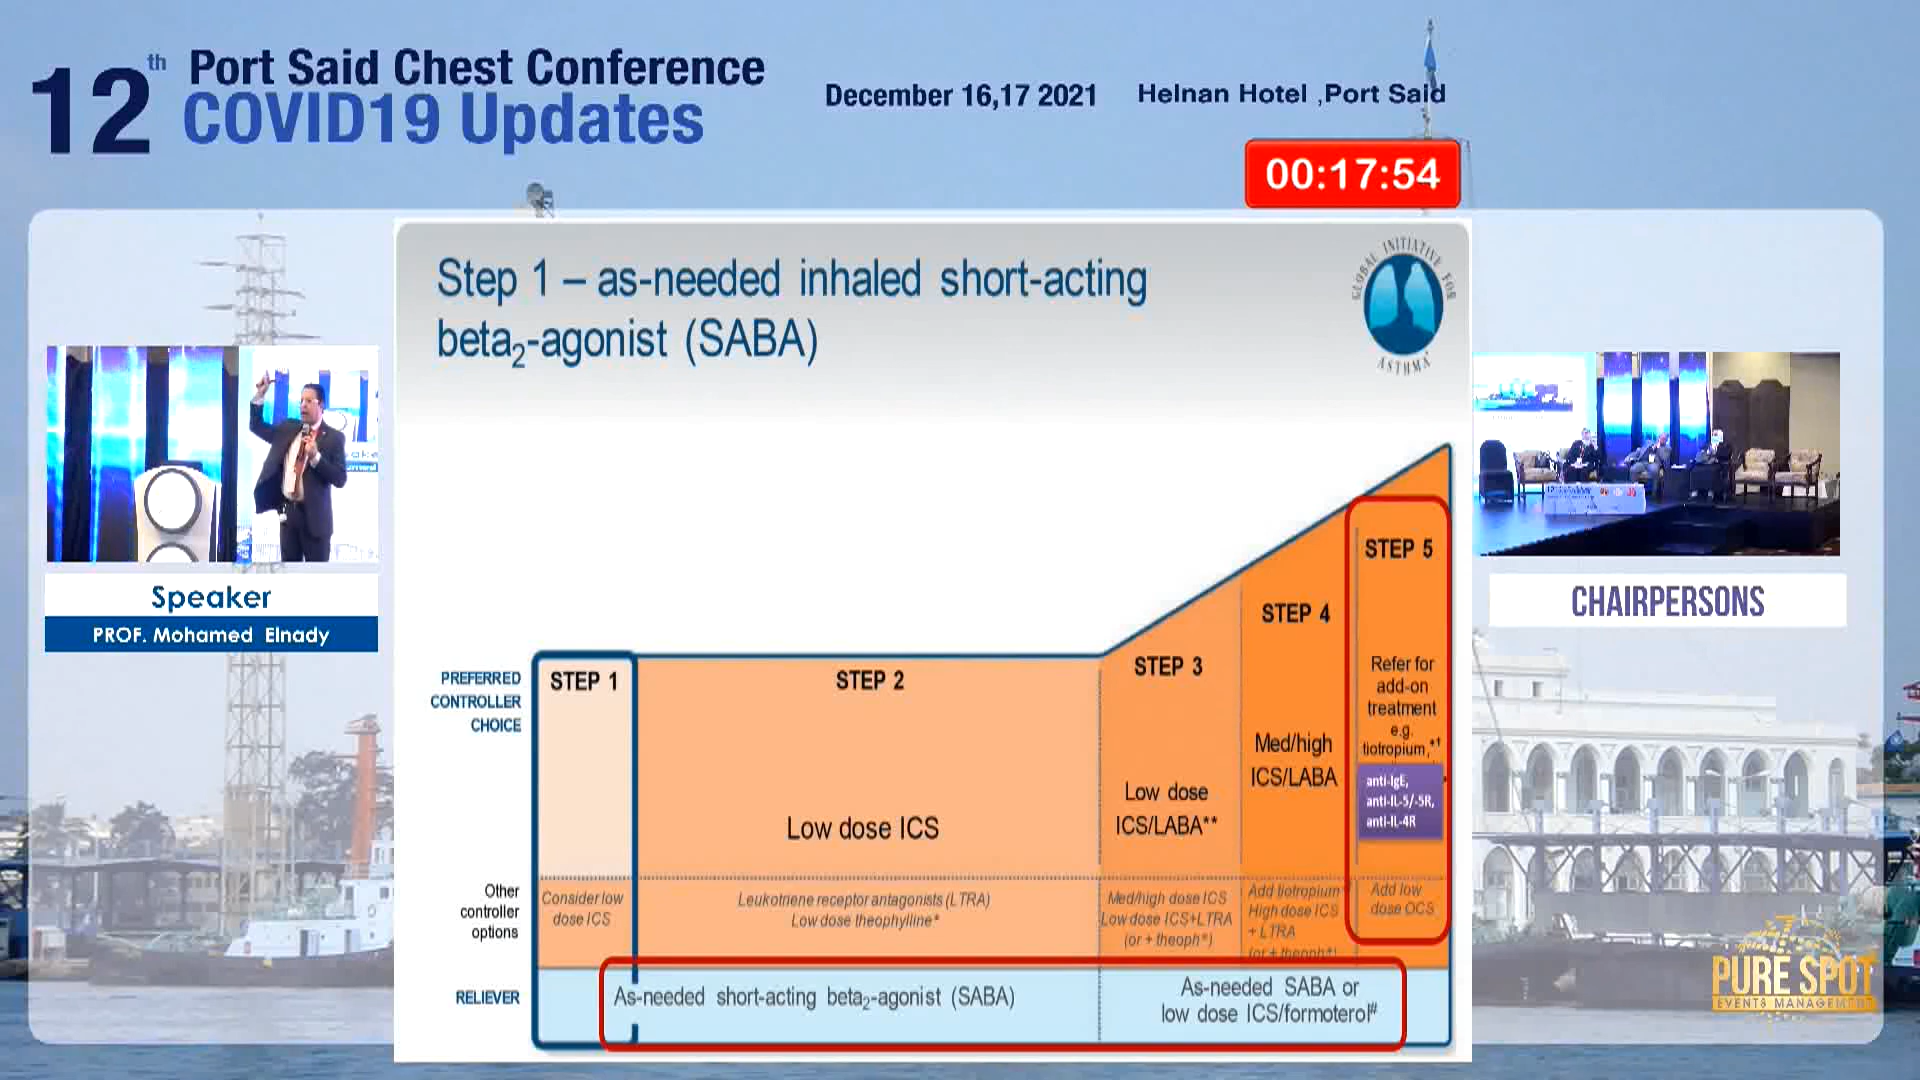 12th Port Said Chest Conference
COVID19 Updates
December 16,17 2021 Helnan Hotel ,Port Said
00:17:54
Step 1 – as-needed inhaled short-acting
beta2-agonist (SABA)
GLOBAL INITIATIVE FOR
ASTHMA
Speaker
PROF. Mohamed Elnady
CHAIRPERSONS
PREFERRED
CONTROLLER
CHOICE
STEP 1
STEP 2
Low dose ICS
STEP 3
Low dose
ICS/LABA**
STEP 4
Med/high
ICS/LABA
STEP 5
Refer for
add-on
treatment
e.g.
tiotropium,*†
anti-IgE,
anti-IL-5/-5R,
anti-IL-4R
Other
controller
options
Consider low
dose ICS
Leukotriene receptor antagonists (LTRA)
Low dose theophylline*
Med/high dose ICS
Low dose ICS+LTRA
(or + theoph*)
Add tiotropium
High dose ICS
+ LTRA
(or + theoph*)
Add low
dose OCS
RELIEVER
As-needed short-acting beta2-agonist (SABA)
As-needed SABA or
low dose ICS/formoterol#
PURE SPOT
EVENTS MANAGEMENT